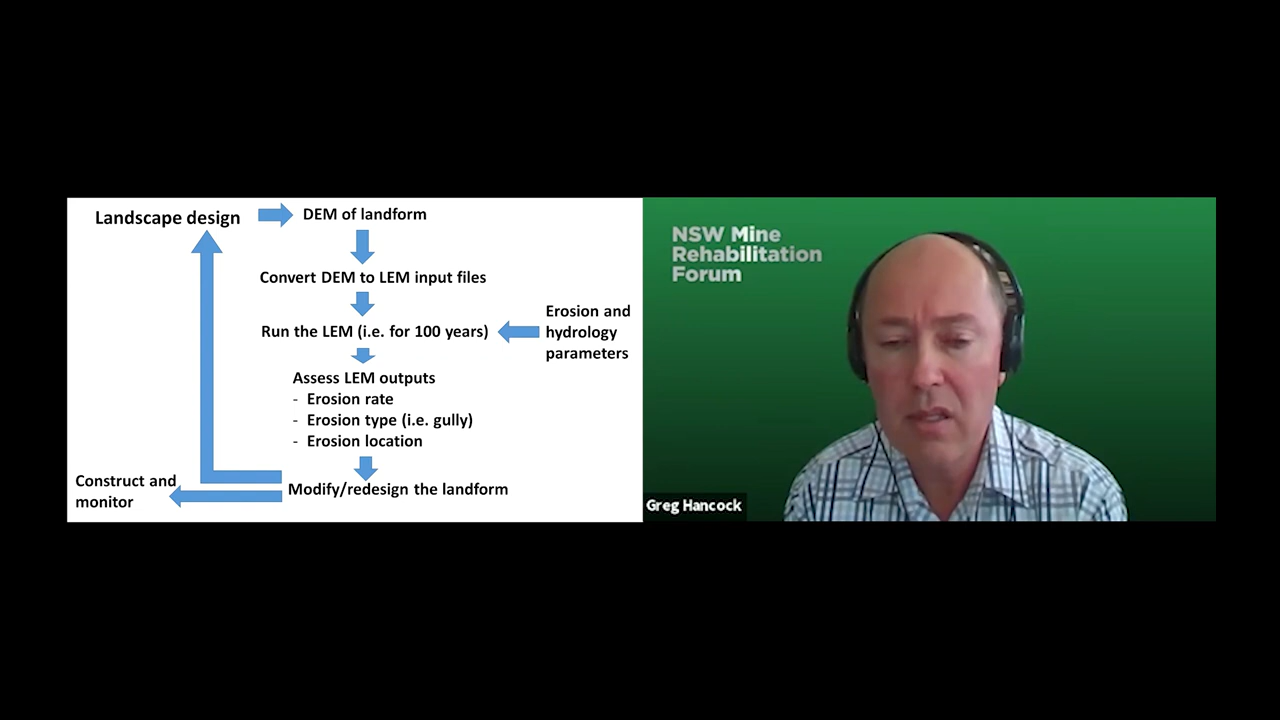 Landscape design
DEM of landform
Convert DEM to LEM input files
Run the LEM (i.e. for 100 years)
Erosion and
hydrology
parameters
Assess LEM outputs
- Erosion rate
- Erosion type (i.e. gully)
- Erosion location
Modify/redesign the landform
Construct and
monitor
NSW Mine
Rehabilitation
Forum
Greg Hancock